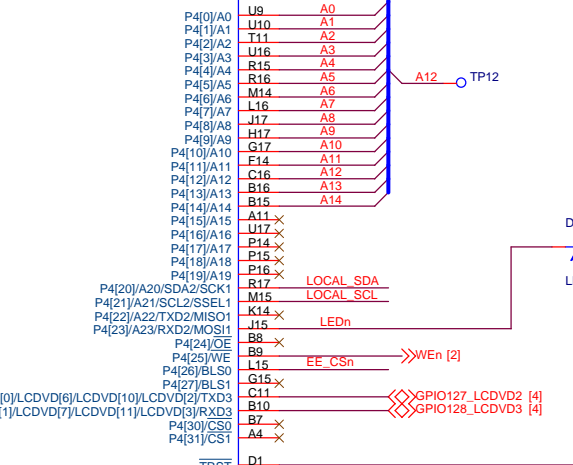 P4[0]/A0 U9 A0
P4[1]/A1 U10 A1
P4[2]/A2 T11 A2
P4[3]/A3 U16 A3
P4[4]/A4 R15 A4
P4[5]/A5 R16 A5 A12 TP12
P4[6]/A6 M14 A6
P4[7]/A7 L16 A7
P4[8]/A8 J17 A8
P4[9]/A9 H17 A9
P4[10]/A10 G17 A10
P4[11]/A11 F14 A11
P4[12]/A12 C16 A12
P4[13]/A13 B16 A13
P4[14]/A14 B15 A14
P4[15]/A15 A11
P4[16]/A16 U17
P4[17]/A17 P14
P4[18]/A18 P15
P4[19]/A19 P16
P4[20]/A20/SDA2/SCK1 R17 LOCAL_SDA
P4[21]/A21/SCL2/SSEL1 M15 LOCAL_SCL
P4[22]/A22/TXD2/MISO1 K14
P4[23]/A23/RXD2/MOSI1 J15 LEDn
P4[24]/OE B8
P4[25]/WE B9 WEn [2]
P4[26]/BLS0 L15 EE_CSn
P4[27]/BLS1 G15
[0]/LCDVD[6]/LCDVD[10]/LCDVD[2]/TXD3 C11 GPIO127_LCDVD2 [4]
[1]/LCDVD[7]/LCDVD[11]/LCDVD[3]/RXD3 B10 GPIO128_LCDVD3 [4]
P4[30]/CS0 B7
P4[31]/CS1 A4
D1